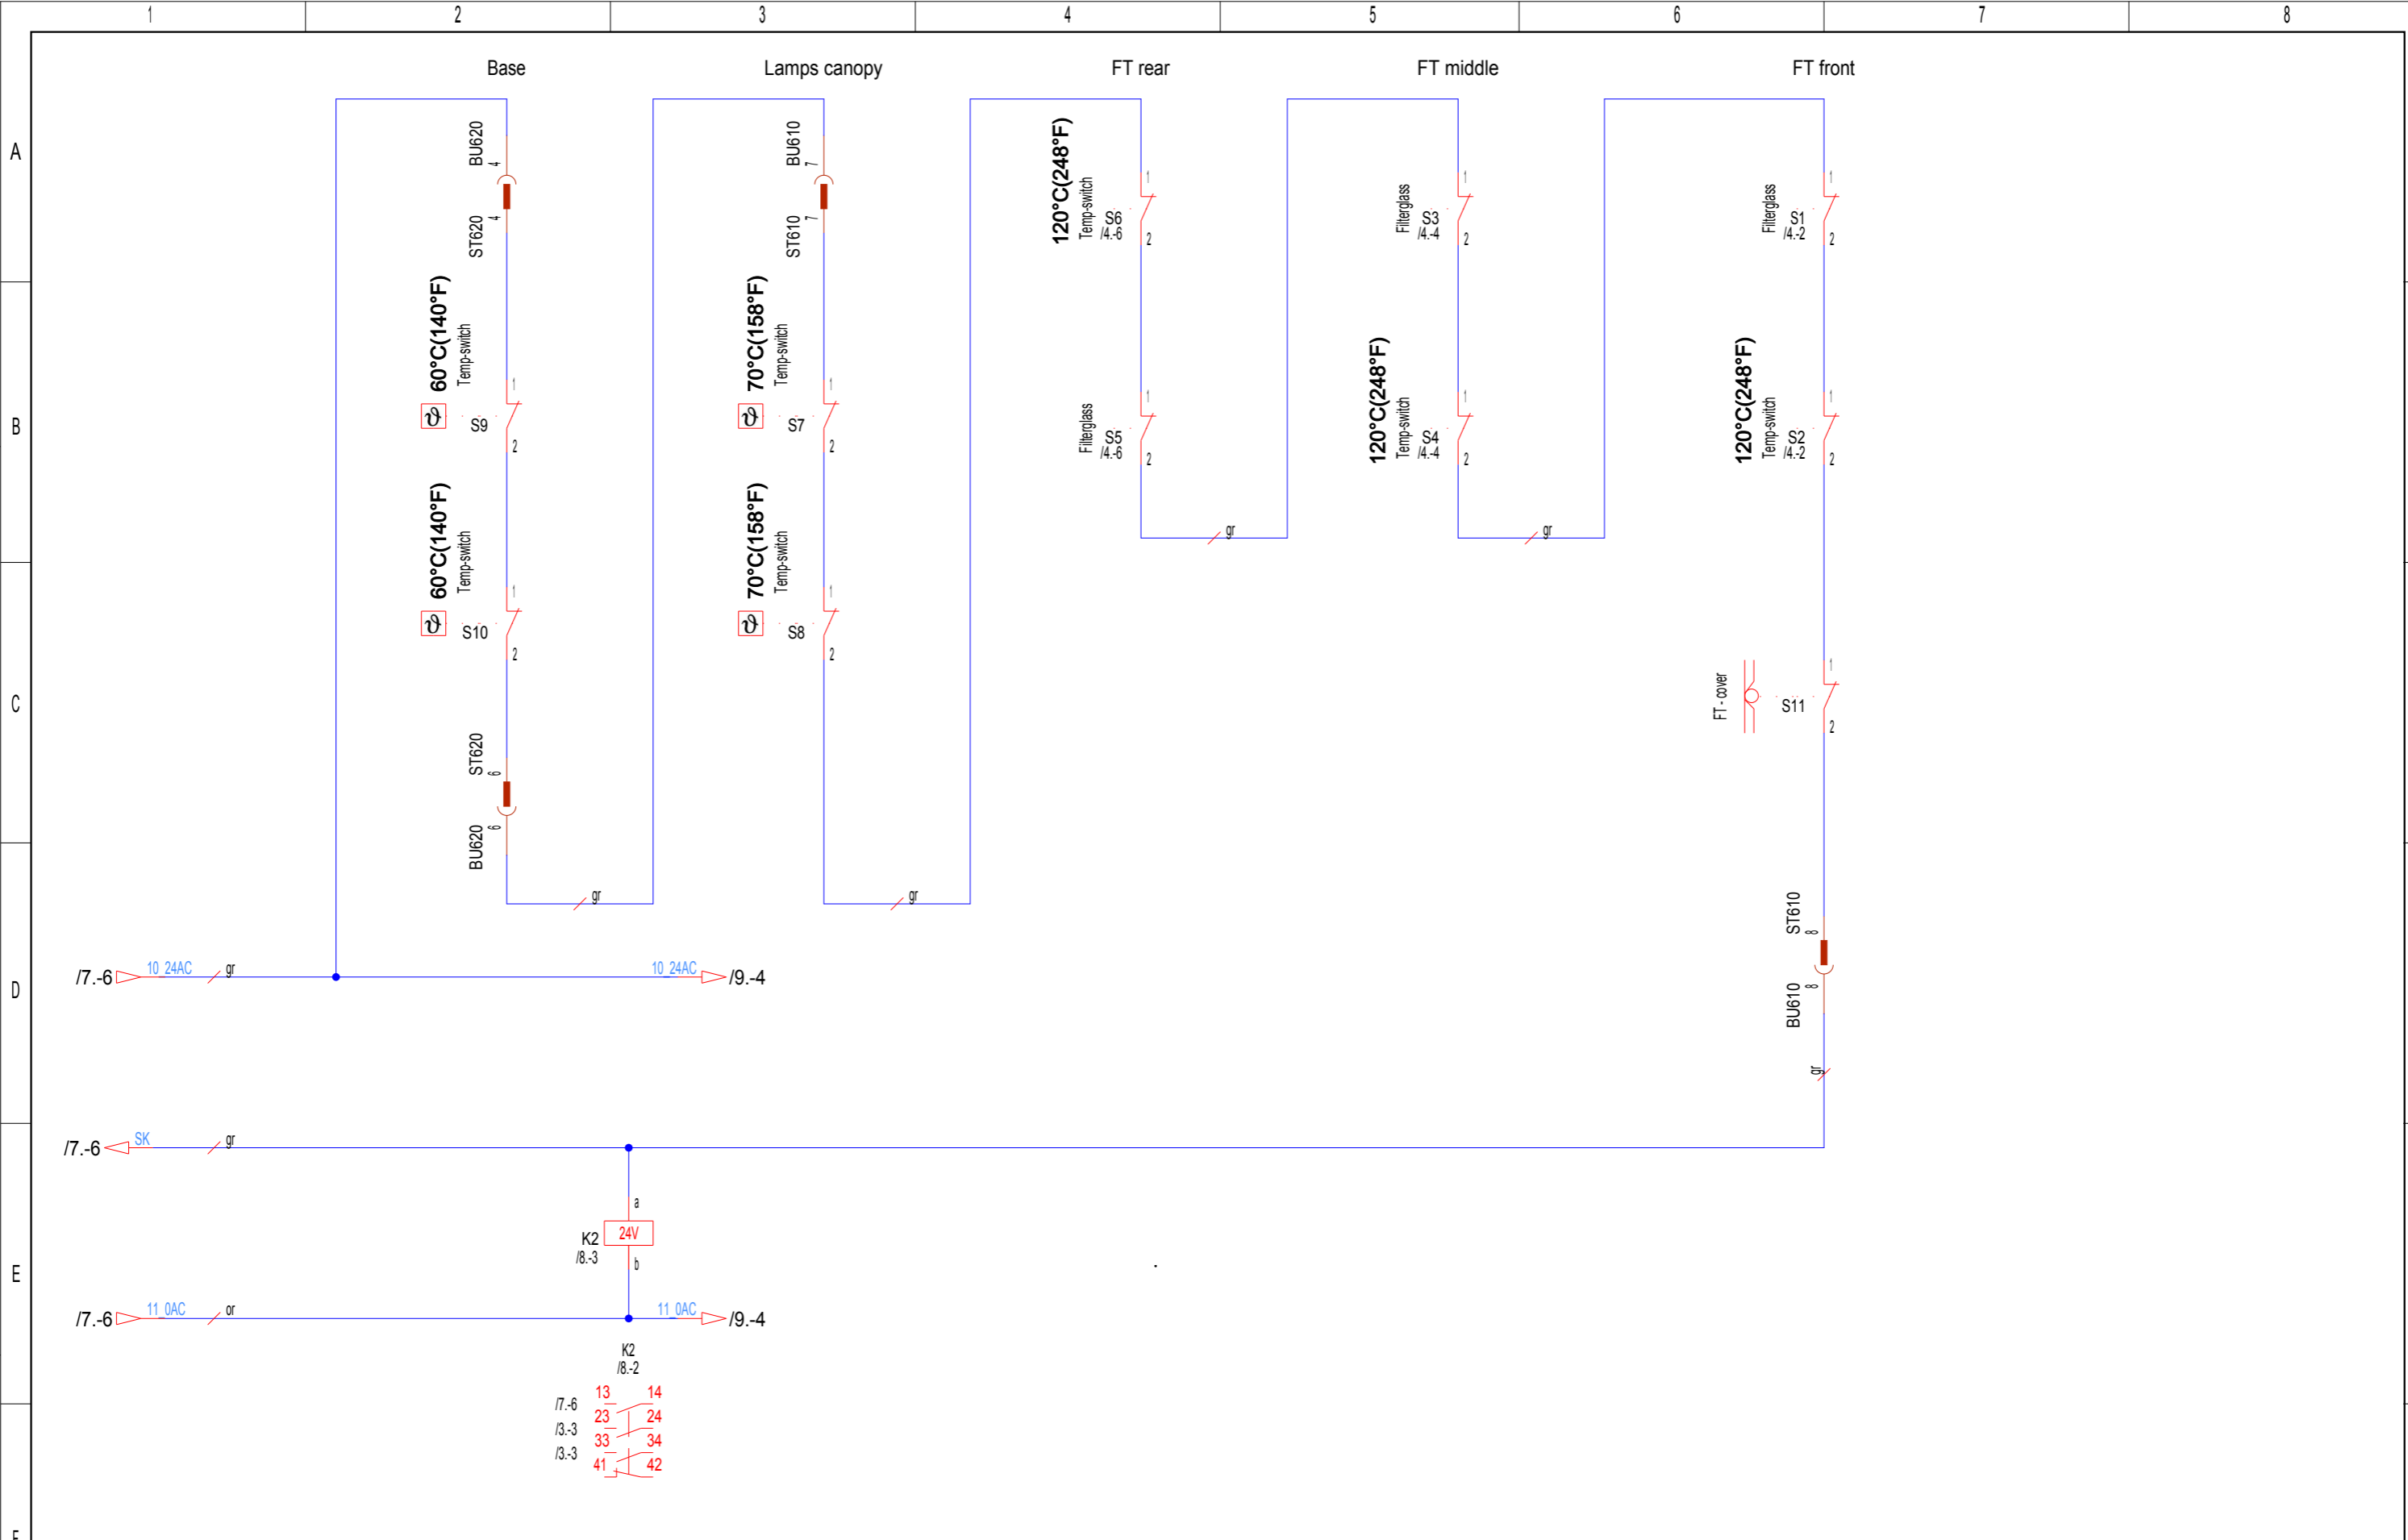 1 2 3 4 5 6 7 8
Base Lamps canopy FT rear FT middle FT front
A
BU620
4
ST620
4
BU610
7
ST610
7
120°C(248°F)
Temp-switch
S6
/4.-6
1
2
Filterglass
S3
/4.-4
1
2
Filterglass
S1
/4.-2
1
2
B
60°C(140°F)
Temp-switch
ϑ
S9
1
2
70°C(158°F)
Temp-switch
ϑ
S7
1
2
Filterglass
S5
/4.-6
1
2
120°C(248°F)
Temp-switch
S4
/4.-4
1
2
120°C(248°F)
Temp-switch
S2
/4.-2
1
2
gr
gr
C
60°C(140°F)
Temp-switch
ϑ
S10
1
2
70°C(158°F)
Temp-switch
ϑ
S8
1
2
FT - cover
S11
1
2
ST620
6
BU620
6
gr
gr
D
/7.-6 10_24AC gr 10_24AC /9.-4
ST610
8
BU610
8
gr
/7.-6 SK gr
E
K2
/8.-3
a
24V
b
/7.-6 11_0AC or 11_0AC /9.-4
K2
/8.-2
/7.-6 13 14
/3.-3 23 24
/3.-3 33 34
41 42